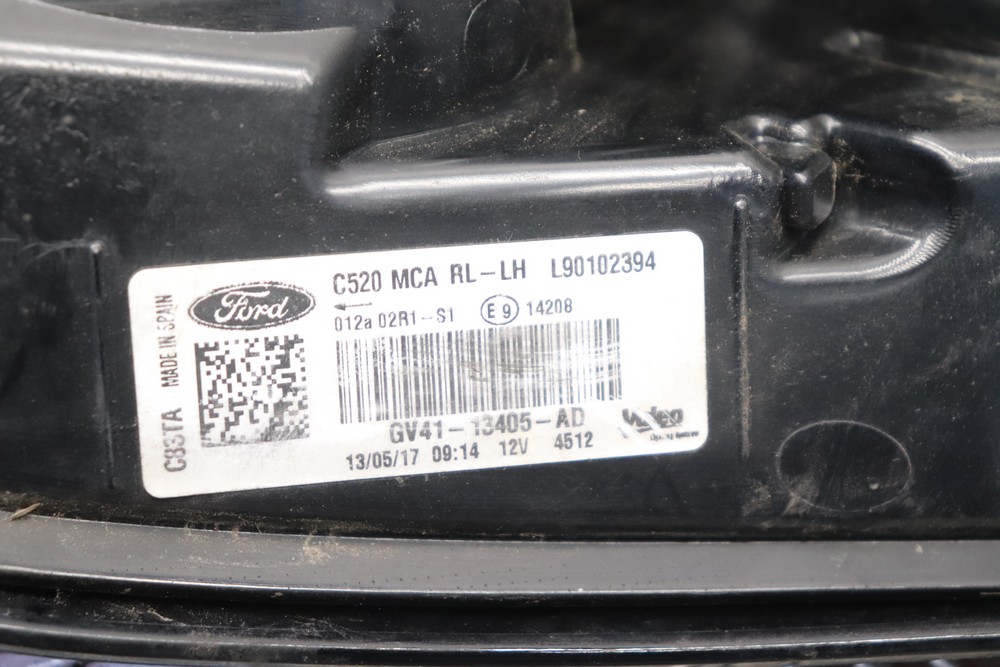 C83TA MADE IN SPAIN
Ford
C520 MCA RL-LH L90102394
012a 02R1-S1 E9 14208
GV41-13405-AD
Valeo
13/05/17 09:14 12V 4512